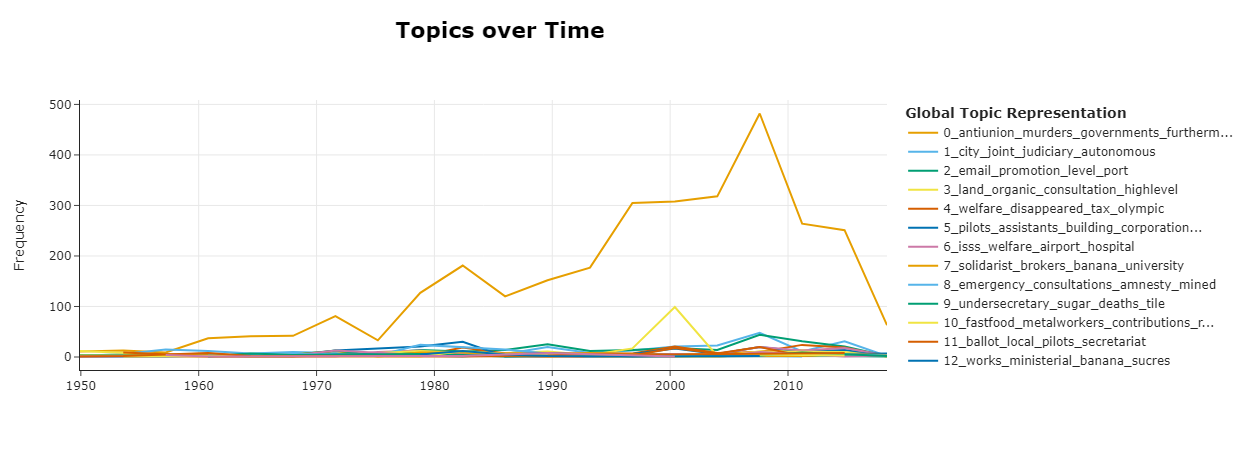 Topics over Time
Global Topic Representation
0_antiunion_murders_governments_furtherm...
1_city_joint_judiciary_autonomous
2_email_promotion_level_port
3_land_organic_consultation_highlevel
4_welfare_disappeared_tax_olympic
5_pilots_assistants_building_corporation...
6_isss_welfare_airport_hospital
7_solidarist_brokers_banana_university
8_emergency_consultations_amnesty_mined
9_undersecretary_sugar_deaths_tile
10_fastfood_metalworkers_contributions_r...
11_ballot_local_pilots_secretariat
12_works_ministerial_banana_sucres
Frequency
500
400
300
200
100
0
1950 1960 1970 1980 1990 2000 2010